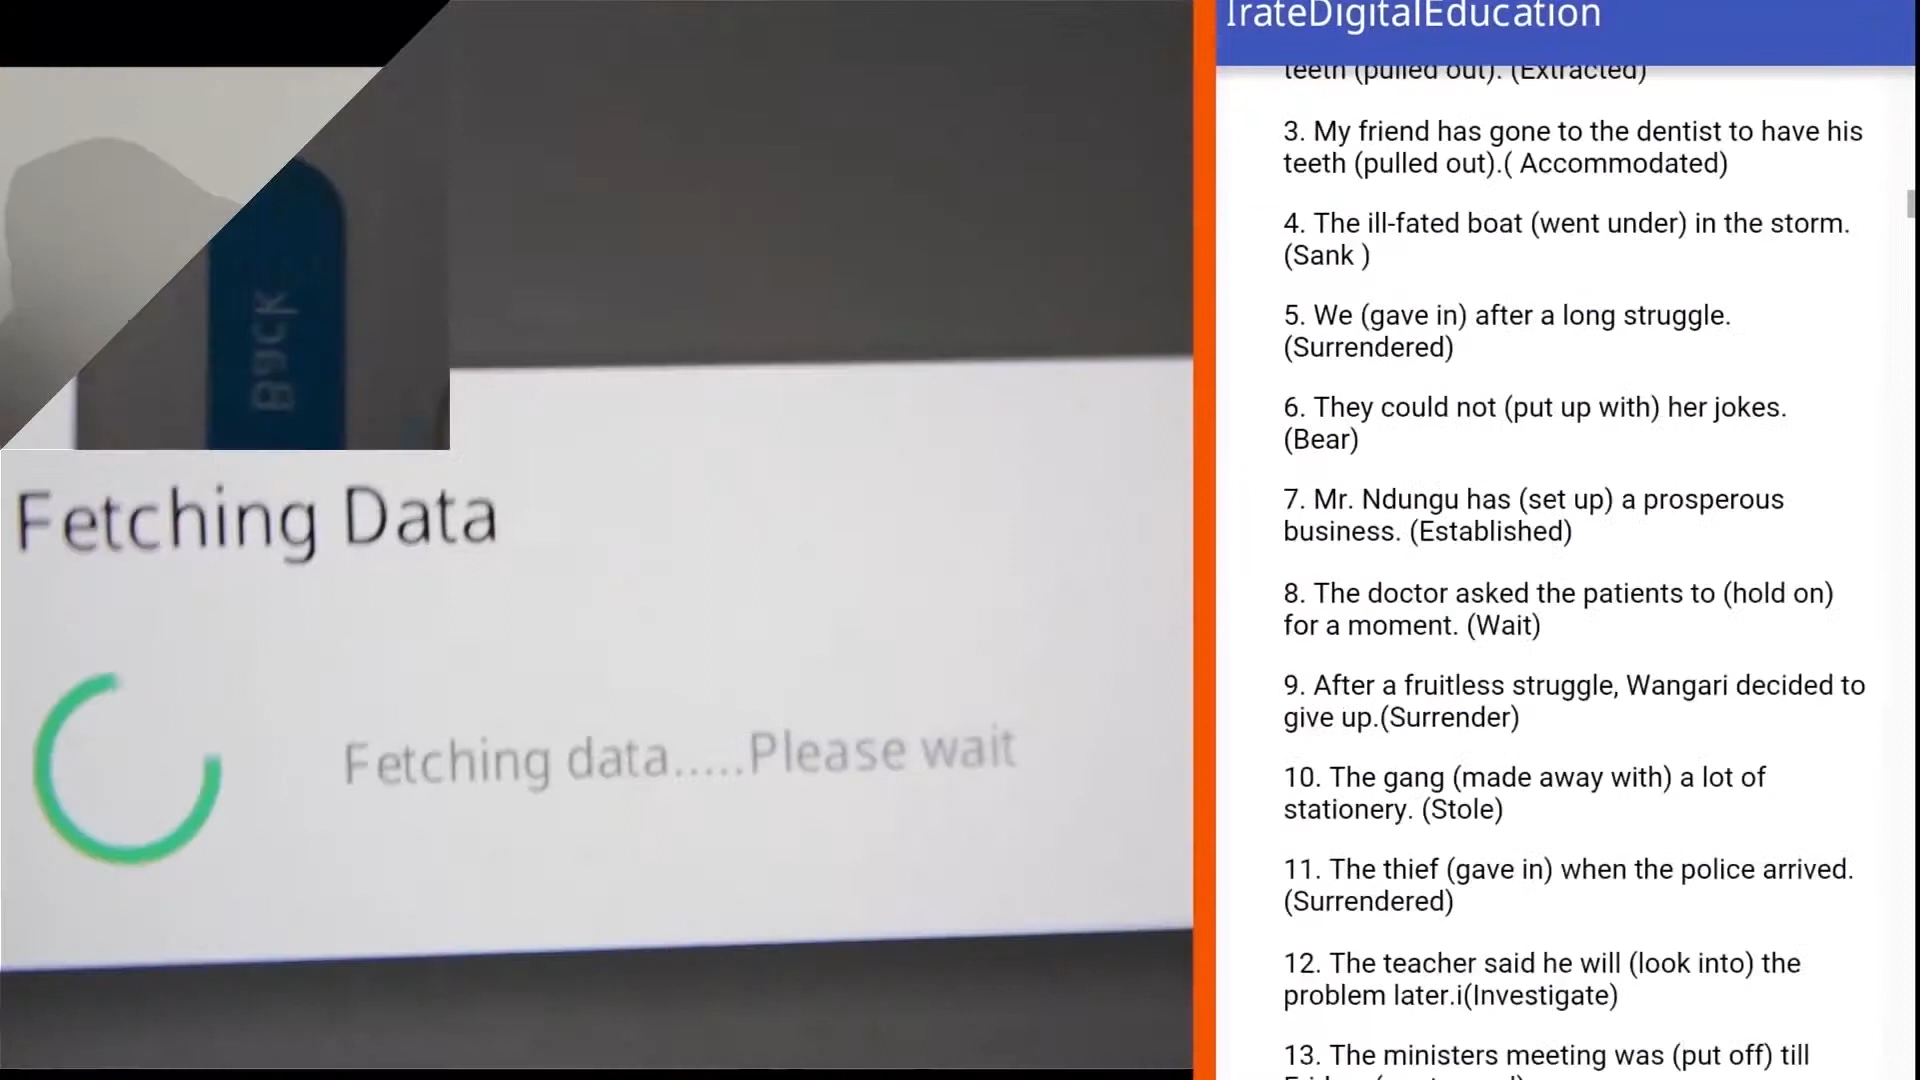 Back
Fetching Data
Fetching data.....Please wait
IrateDigitalEducation
teeth (pulled out). (Extracted)
3. My friend has gone to the dentist to have his
teeth (pulled out).( Accommodated)
4. The ill-fated boat (went under) in the storm.
(Sank )
5. We (gave in) after a long struggle.
(Surrendered)
6. They could not (put up with) her jokes.
(Bear)
7. Mr. Ndungu has (set up) a prosperous
business. (Established)
8. The doctor asked the patients to (hold on)
for a moment. (Wait)
9. After a fruitless struggle, Wangari decided to
give up.(Surrender)
10. The gang (made away with) a lot of
stationery. (Stole)
11. The thief (gave in) when the police arrived.
(Surrendered)
12. The teacher said he will (look into) the
problem later.i(Investigate)
13. The ministers meeting was (put off) till